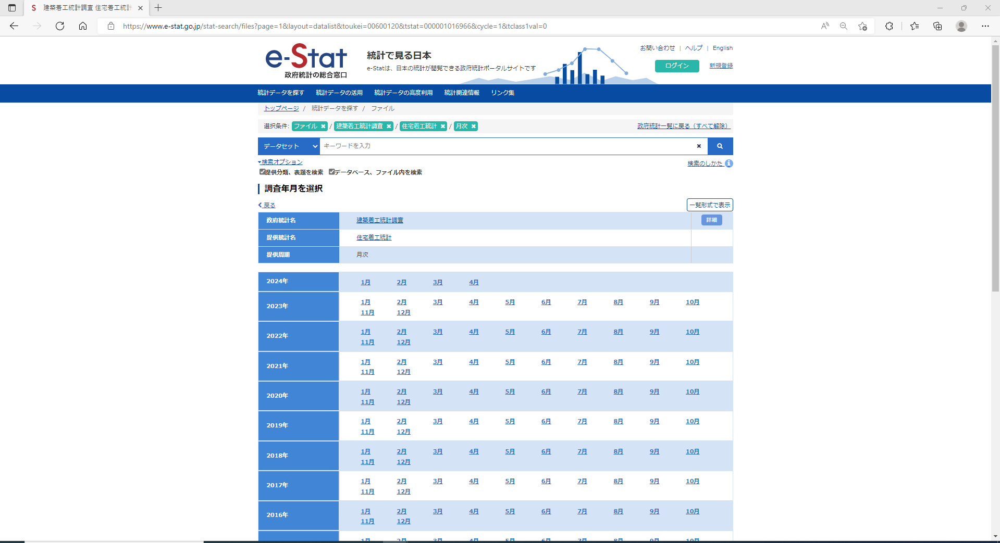 建築着工統計調査 住宅着工統計
https://www.e-stat.go.jp/stat-search/files?page=1&layout=datalist&toukei=00600120&tstat=000001016966&cycle=1&tclass1val=0
e-Stat
政府統計の総合窓口
統計で見る日本
e-Statは、日本の統計が閲覧できる政府統計ポータルサイトです
お問い合わせ | ヘルプ | English
ログイン 新規登録
統計データを探す 統計データの活用 統計データの高度利用 統計関連情報 リンク集
トップページ / 統計データを探す / ファイル
選択条件: ファイル / 建築着工統計調査 / 住宅着工統計 / 月次 政府統計一覧に戻る（すべて解除）
データセット キーワードを入力
検索オプション
検索のしかた
提供分類、表題を検索 データベース、ファイル内を検索
調査年月を選択
戻る 一覧形式で表示
政府統計名 建築着工統計調査 詳細
提供統計名 住宅着工統計
提供周期 月次
2024年 1月 2月 3月 4月
2023年 1月 2月 3月 4月 5月 6月 7月 8月 9月 10月
11月 12月
2022年 1月 2月 3月 4月 5月 6月 7月 8月 9月 10月
11月 12月
2021年 1月 2月 3月 4月 5月 6月 7月 8月 9月 10月
11月 12月
2020年 1月 2月 3月 4月 5月 6月 7月 8月 9月 10月
11月 12月
2019年 1月 2月 3月 4月 5月 6月 7月 8月 9月 10月
11月 12月
2018年 1月 2月 3月 4月 5月 6月 7月 8月 9月 10月
11月 12月
2017年 1月 2月 3月 4月 5月 6月 7月 8月 9月 10月
11月 12月
2016年 1月 2月 3月 4月 5月 6月 7月 8月 9月 10月
11月 12月
1月 2月 3月 4月 5月 6月 7月 8月 9月 10月